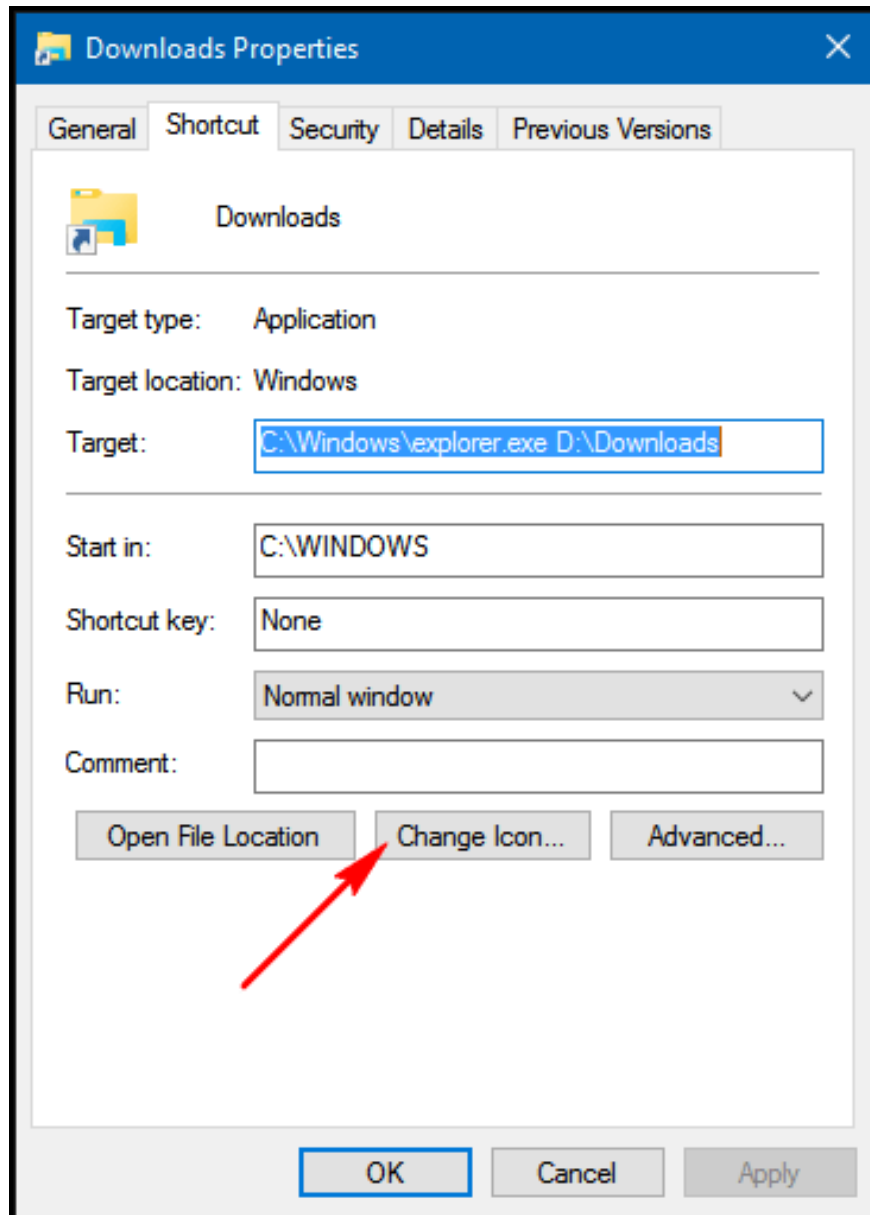 Downloads Properties
General Shortcut Security Details Previous Versions
Downloads
Target type: Application
Target location: Windows
Target: C:\Windows\explorer.exe D:\Downloads
Start in: C:\WINDOWS
Shortcut key: None
Run: Normal window
Comment:
Open File Location Change Icon... Advanced...
OK Cancel Apply